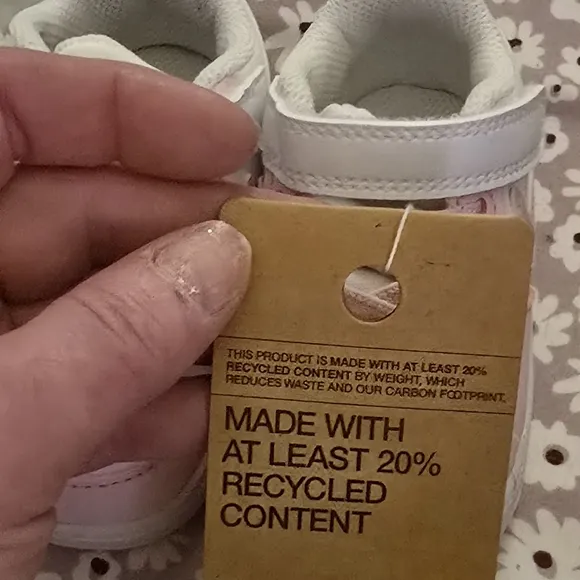 THIS PRODUCT IS MADE WITH AT LEAST 20%
RECYCLED CONTENT BY WEIGHT, WHICH
REDUCES WASTE AND OUR CARBON FOOTPRINT.
MADE WITH
AT LEAST 20%
RECYCLED
CONTENT